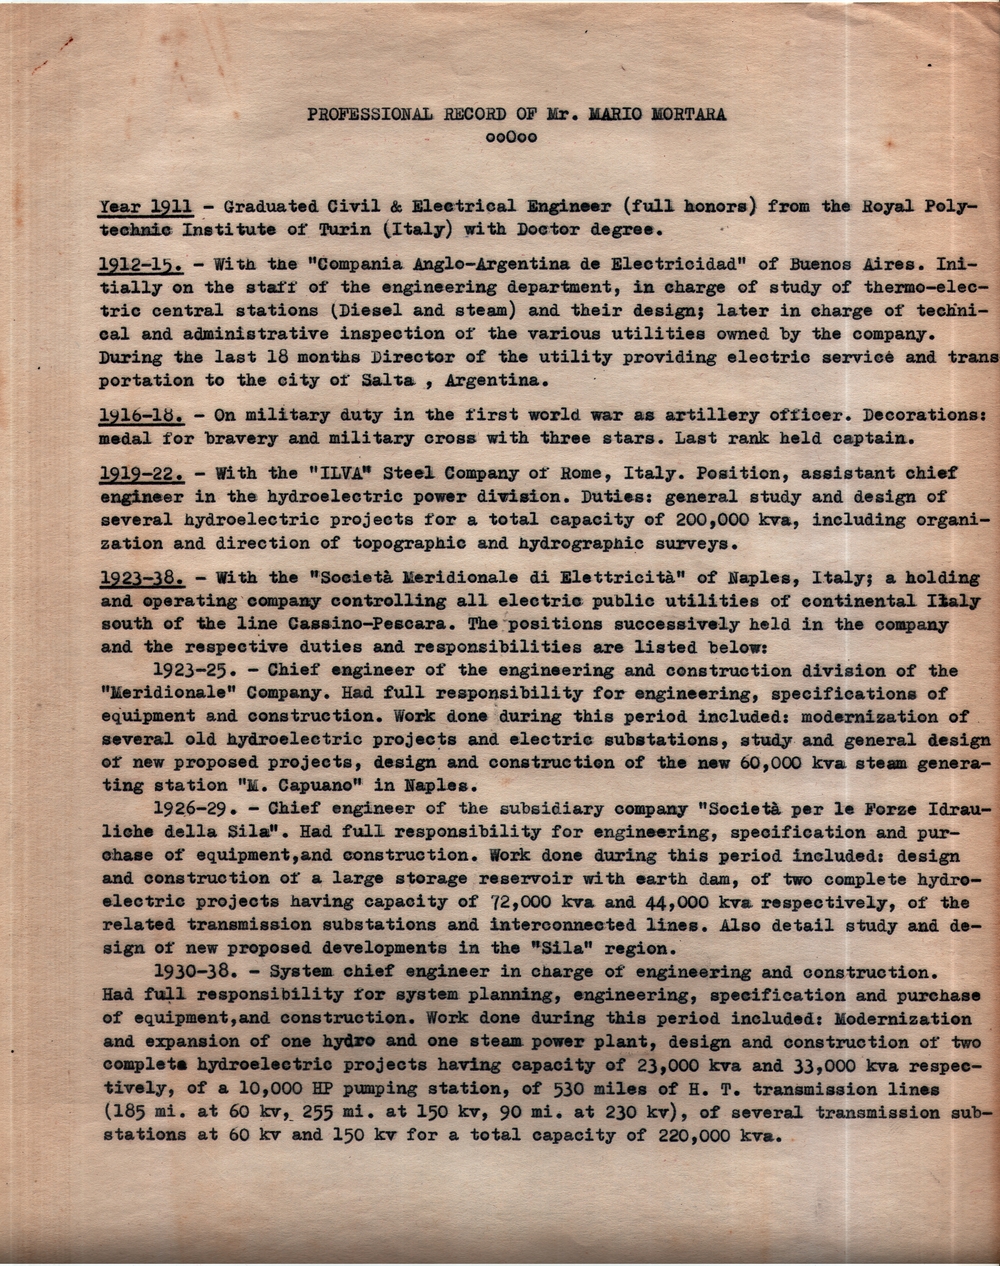 PROFESSIONAL RECORD OF Mr. MARIO MORTARA
ooOoo
Year 1911 - Graduated Civil & Electrical Engineer (full honors) from the Royal Poly-
technic Institute of Turin (Italy) with Doctor degree.
1912-15. - With the "Compania Anglo-Argentina de Electricidad" of Buenos Aires. Ini-
tially on the staff of the engineering department, in charge of study of thermo-elec-
tric central stations (Diesel and steam) and their design; later in charge of techni-
cal and administrative inspection of the various utilities owned by the company.
During the last 18 months Director of the utility providing electric service and trans
portation to the city of Salta , Argentina.
1916-18. - On military duty in the first world war as artillery officer. Decorations:
medal for bravery and military cross with three stars. Last rank held captain.
1919-22. - With the "ILVA" Steel Company of Rome, Italy. Position, assistant chief
engineer in the hydroelectric power division. Duties: general study and design of
several hydroelectric projects for a total capacity of 200,000 kva, including organi-
zation and direction of topographic and hydrographic surveys.
1923-38. - With the "Società Meridionale di Elettricità" of Naples, Italy; a holding
and operating company controlling all electric public utilities of continental Italy
south of the line Cassino-Pescara. The positions successively held in the company
and the respective duties and responsibilities are listed below:
1923-25. - Chief engineer of the engineering and construction division of the
"Meridionale" Company. Had full responsibility for engineering, specifications of
equipment and construction. Work done during this period included: modernization of
several old hydroelectric projects and electric substations, study and general design
of new proposed projects, design and construction of the new 60,000 kva steam genera-
ting station "M. Capuano" in Naples.
1926-29. - Chief engineer of the subsidiary company "Società per le Forze Idrau-
liche della Sila". Had full responsibility for engineering, specification and pur-
chase of equipment,and construction. Work done during this period included: design
and construction of a large storage reservoir with earth dam, of two complete hydro-
electric projects having capacity of 72,000 kva and 44,000 kva respectively, of the
related transmission substations and interconnected lines. Also detail study and de-
sign of new proposed developments in the "Sila" region.
1930-38. - System chief engineer in charge of engineering and construction.
Had full responsibility for system planning, engineering, specification and purchase
of equipment,and construction. Work done during this period included: Modernization
and expansion of one hydro and one steam power plant, design and construction of two
complete hydroelectric projects having capacity of 23,000 kva and 33,000 kva respec-
tively, of a 10,000 HP pumping station, of 530 miles of H. T. transmission lines
(185 mi. at 60 kv, 255 mi. at 150 kv, 90 mi. at 230 kv), of several transmission sub-
stations at 60 kv and 150 kv for a total capacity of 220,000 kva.